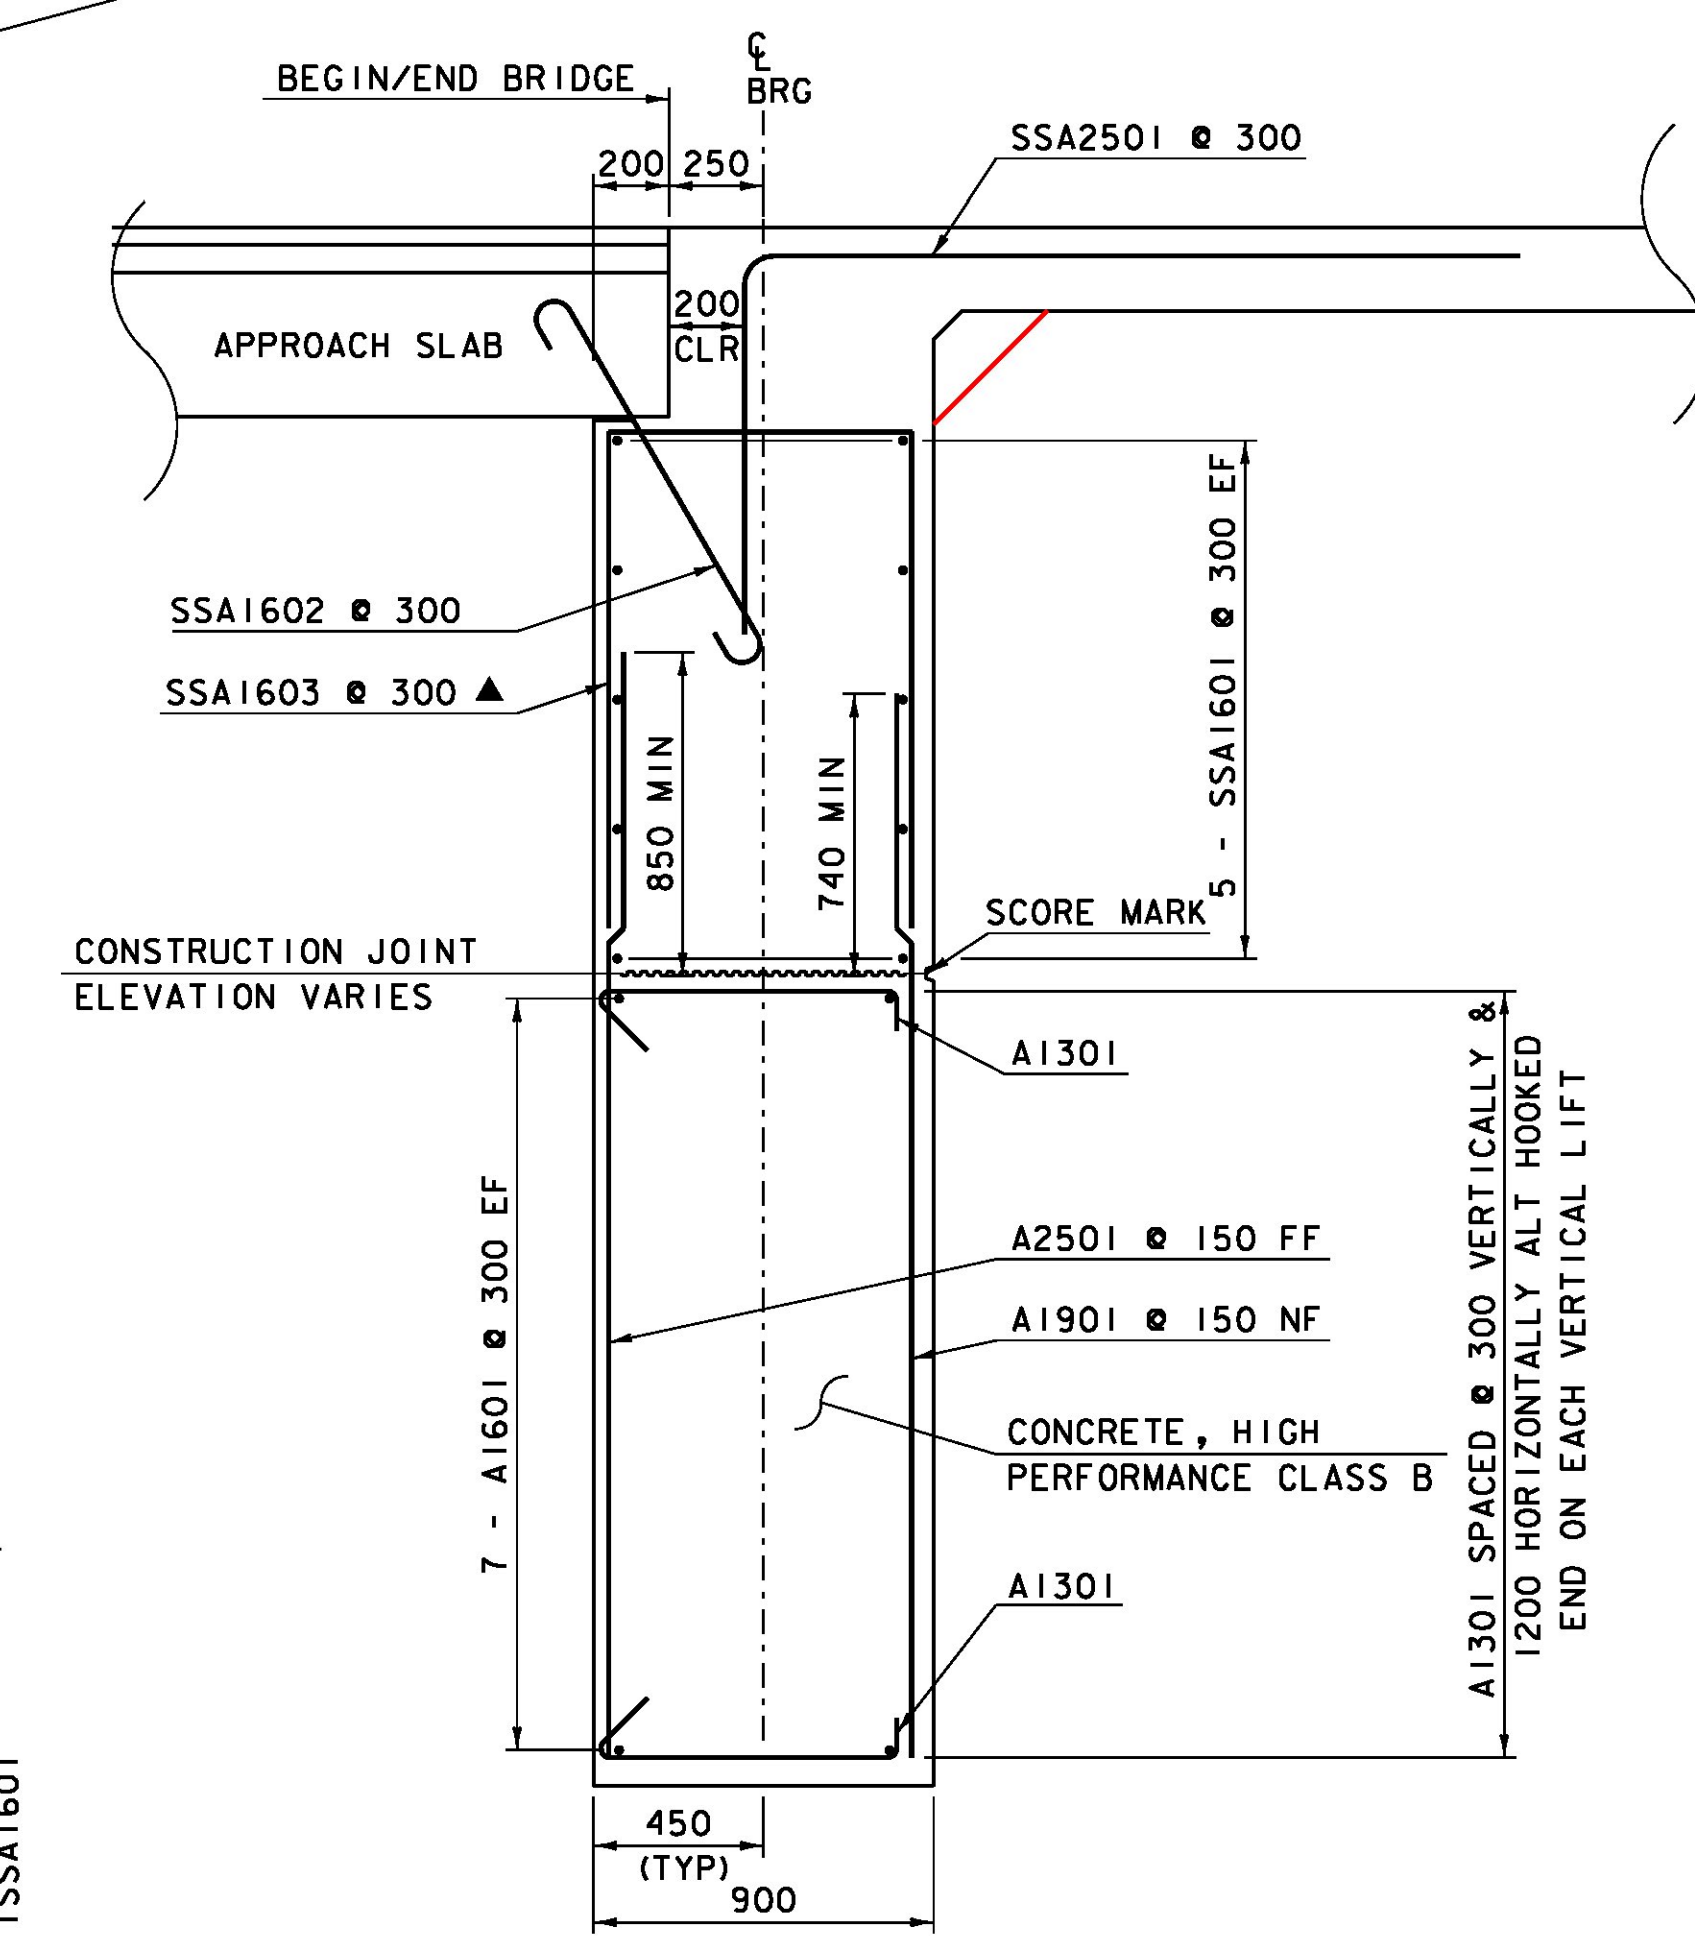 BEGIN/END BRIDGE
℄
BRG
SSA2501 @ 300
200
250
APPROACH SLAB
200
CLR
SSA1602 @ 300
SSA1603 @ 300 ▲
850 MIN
740 MIN
5 - SSA1601 @ 300 EF
SCORE MARK
CONSTRUCTION JOINT
ELEVATION VARIES
A1301
7 - A1601 @ 300 EF
A2501 @ 150 FF
A1901 @ 150 NF
CONCRETE, HIGH
PERFORMANCE CLASS B
A1301
A1301 SPACED @ 300 VERTICALLY &
1200 HORIZONTALLY ALT HOOKED
END ON EACH VERTICAL LIFT
450
(TYP)
900